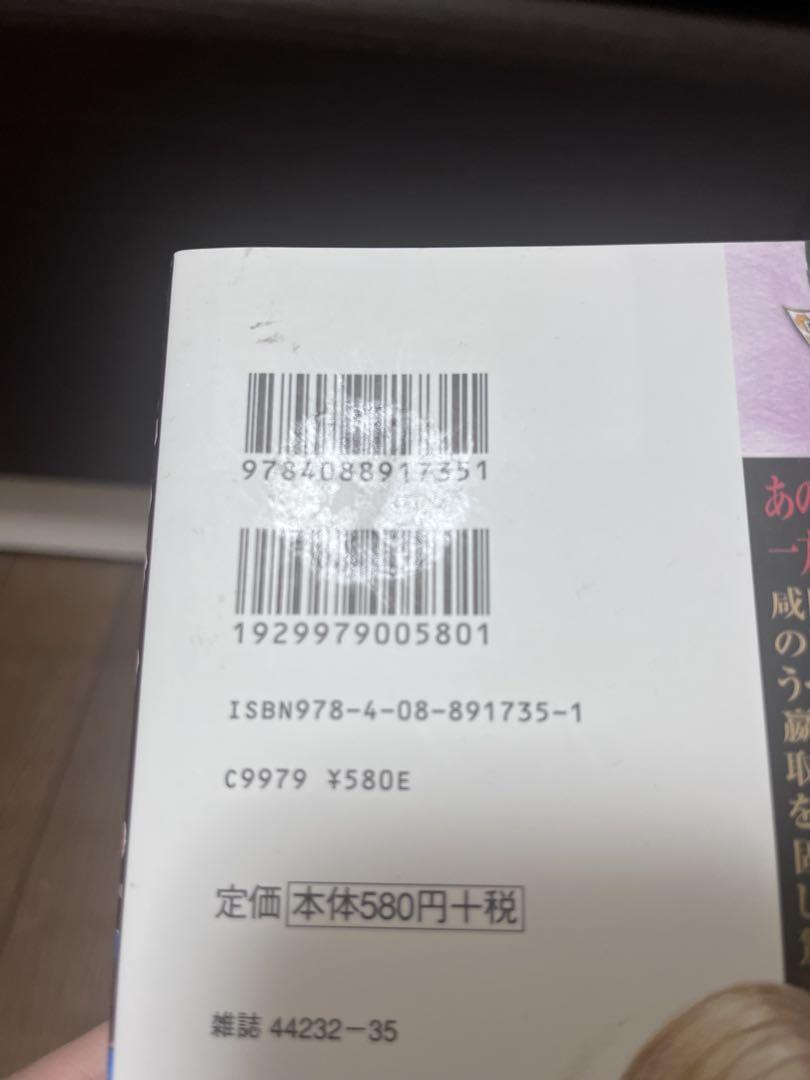 9784088917351
1929979005801
ISBN978-4-08-891735-1
C9979 ¥580E
定価 本体580円+税
雑誌 44232-35
あの
一
咸
のう
嬴
取を